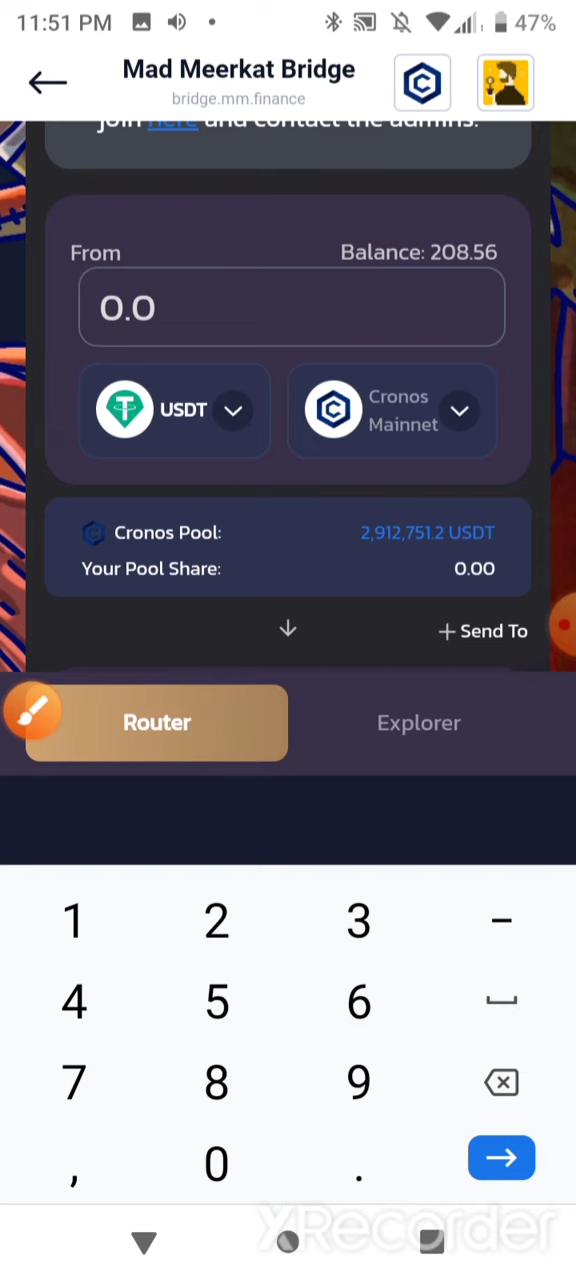 11:51 PM 47%
Mad Meerkat Bridge
bridge.mm.finance
join here and contact the admins.
From Balance: 208.56
0.0
USDT Cronos Mainnet
Cronos Pool: 2,912,751.2 USDT
Your Pool Share: 0.00
+ Send To
Router Explorer
1 2 3 –
4 5 6
7 8 9
, 0 .
XRecorder